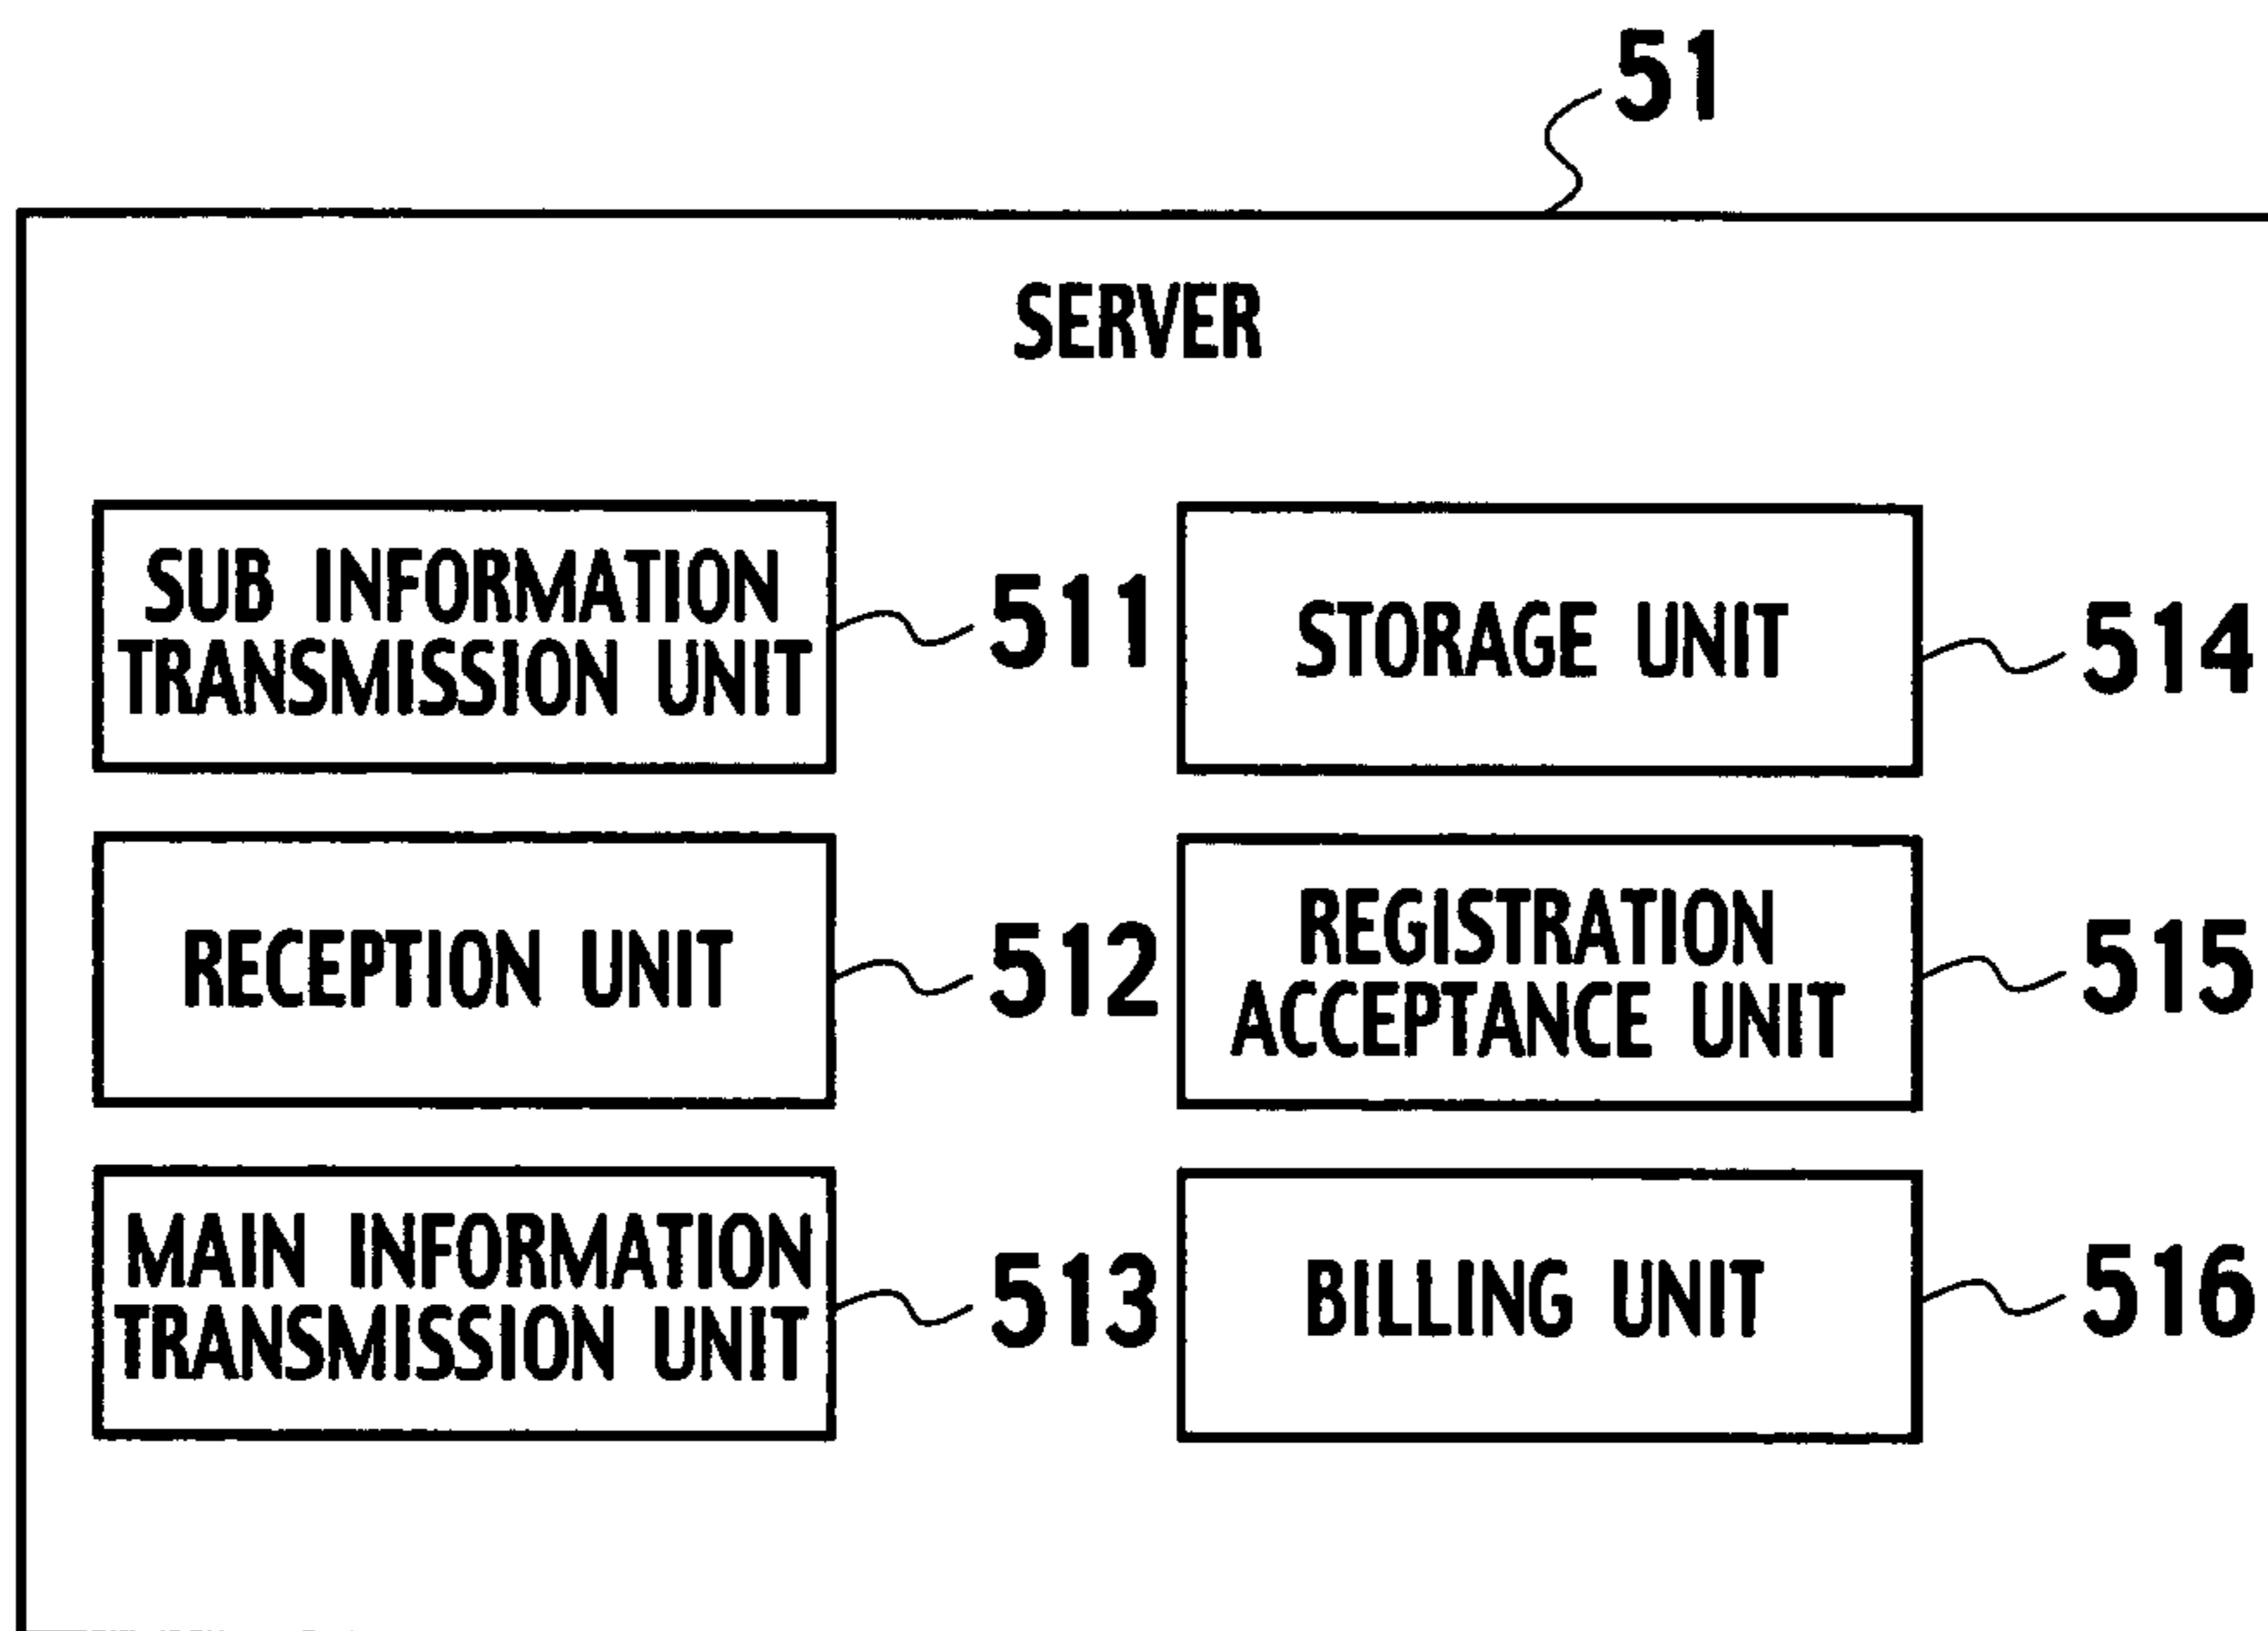 51
SERVER
SUB INFORMATION
TRANSMISSION UNIT
511
STORAGE UNIT
514
RECEPTION UNIT
512
REGISTRATION
ACCEPTANCE UNIT
515
MAIN INFORMATION
TRANSMISSION UNIT
513
BILLING UNIT
516